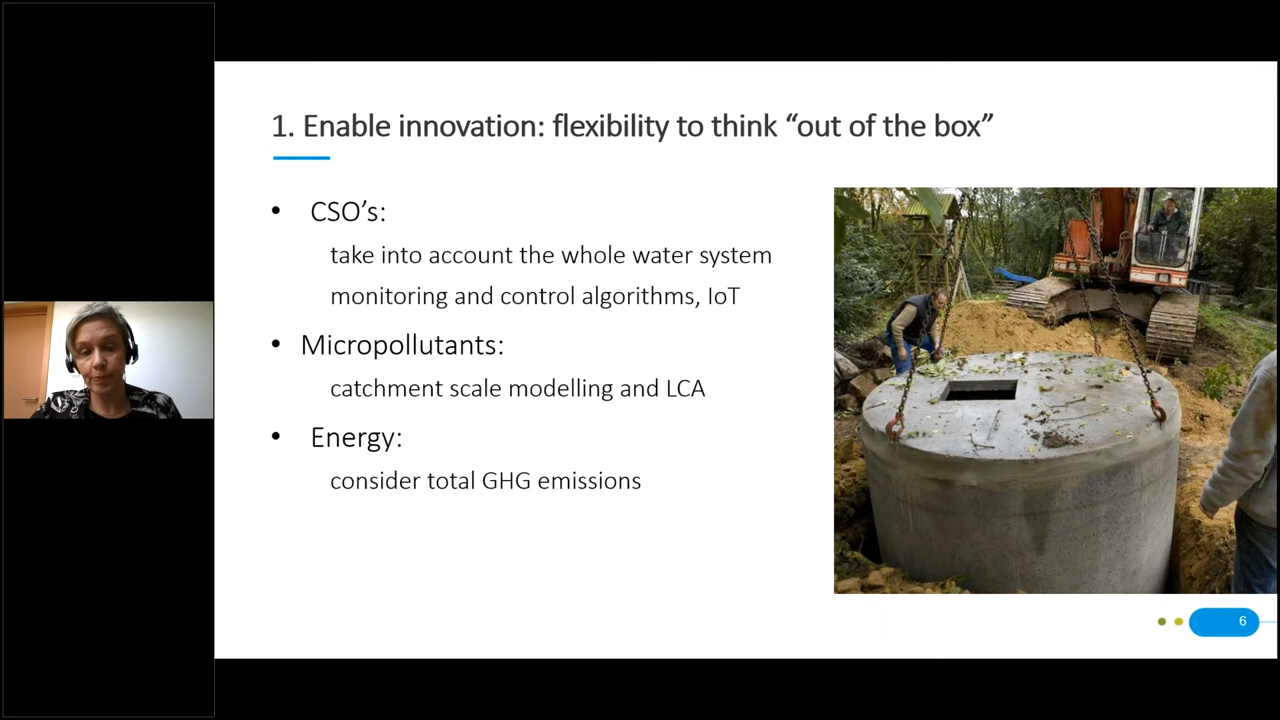 1. Enable innovation: flexibility to think “out of the box”
• CSO’s:
take into account the whole water system
monitoring and control algorithms, IoT
• Micropollutants:
catchment scale modelling and LCA
• Energy:
consider total GHG emissions
6